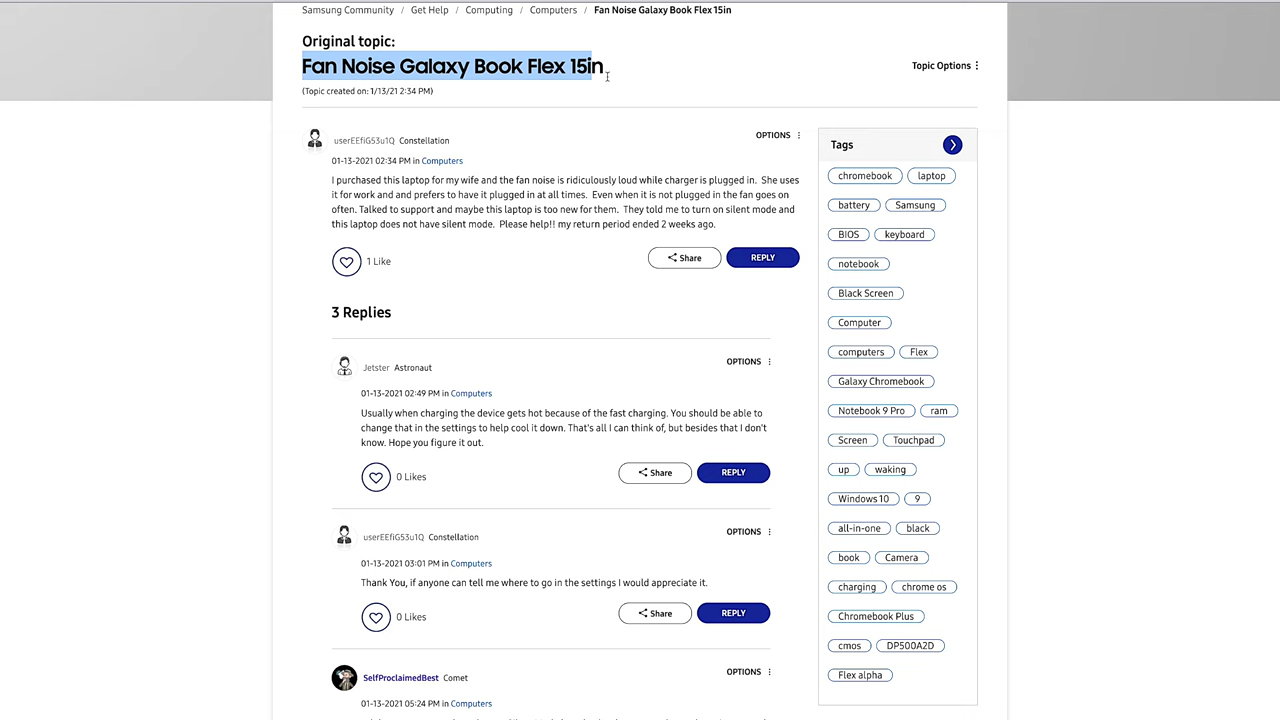 Samsung Community / Get Help / Computing / Computers / Fan Noise Galaxy Book Flex 15in
Original topic:
Fan Noise Galaxy Book Flex 15in
Topic Options
(Topic created on: 1/13/21 2:34 PM)
userEEfiG53u1Q Constellation
OPTIONS
01-13-2021 02:34 PM in Computers
I purchased this laptop for my wife and the fan noise is ridiculously loud while charger is plugged in. She uses
it for work and and prefers to have it plugged in at all times. Even when it is not plugged in the fan goes on
often. Talked to support and maybe this laptop is too new for them. They told me to turn on silent mode and
this laptop does not have silent mode. Please help!! my return period ended 2 weeks ago.
1 Like
Share
REPLY
3 Replies
Jetster Astronaut
OPTIONS
01-13-2021 02:49 PM in Computers
Usually when charging the device gets hot because of the fast charging. You should be able to
change that in the settings to help cool it down. That's all I can think of, but besides that I don't
know. Hope you figure it out.
0 Likes
Share
REPLY
userEEfiG53u1Q Constellation
OPTIONS
01-13-2021 03:01 PM in Computers
Thank You, if anyone can tell me where to go in the settings I would appreciate it.
0 Likes
Share
REPLY
SelfProclaimedBest Comet
OPTIONS
01-13-2021 05:24 PM in Computers
Tags
chromebook laptop
battery Samsung
BIOS keyboard
notebook
Black Screen
Computer
computers Flex
Galaxy Chromebook
Notebook 9 Pro ram
Screen Touchpad
up waking
Windows 10 9
all-in-one black
book Camera
charging chrome os
Chromebook Plus
cmos DP500A2D
Flex alpha